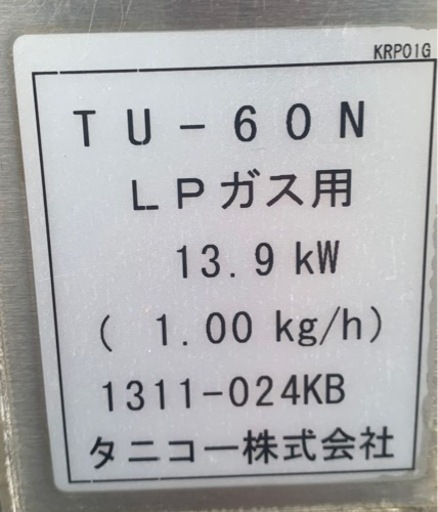 KRP01G
TU-60N
LPガス用
13.9 kW
( 1.00 kg/h)
1311-024KB
タニコー株式会社